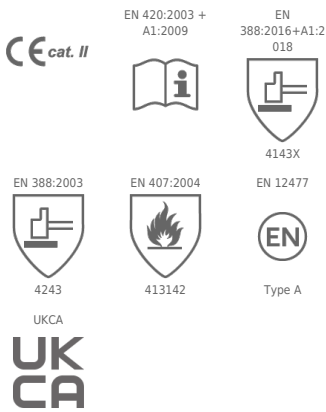 CE cat. II
EN 420:2003 +
A1:2009
i
EN
388:2016+A1:2
018
4143X
EN 388:2003
4243
EN 407:2004
413142
EN 12477
EN
Type A
UKCA
UK
CA